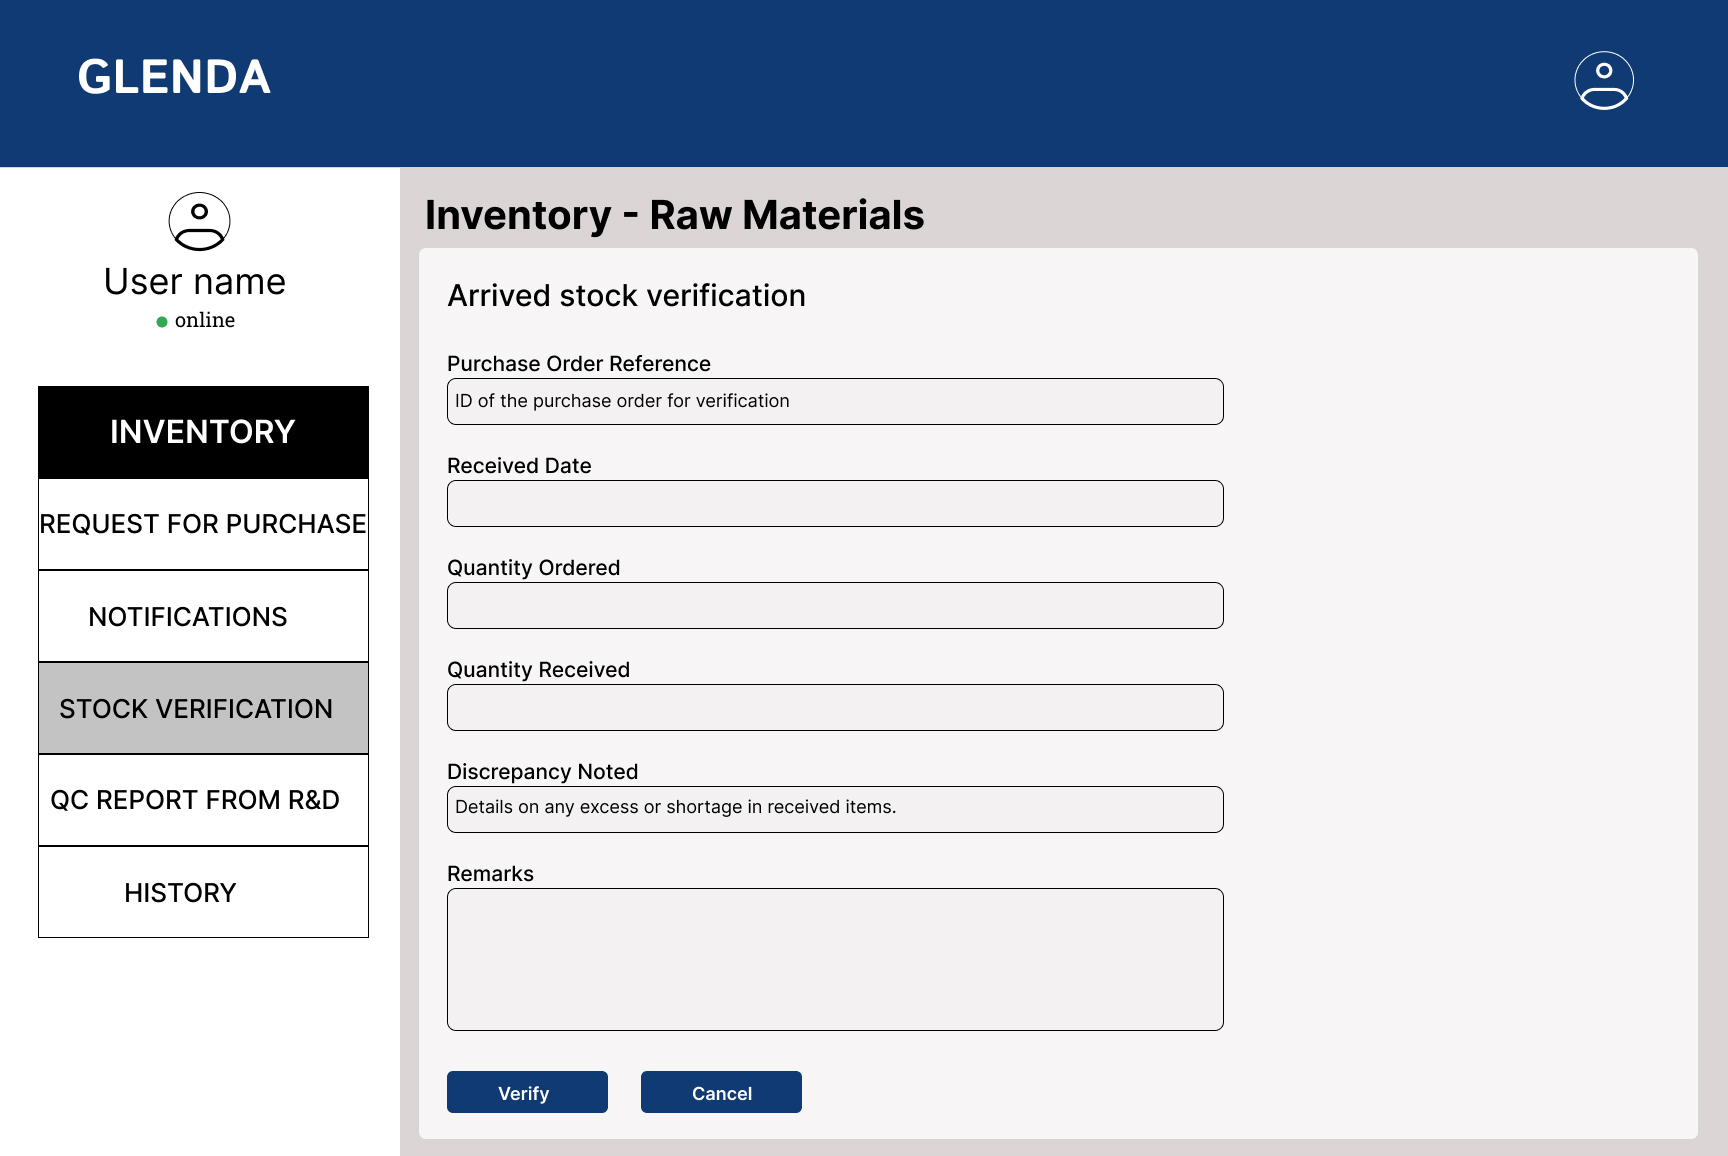 GLENDA
User name
online
INVENTORY
REQUEST FOR PURCHASE
NOTIFICATIONS
STOCK VERIFICATION
QC REPORT FROM R&D
HISTORY
Inventory - Raw Materials
Arrived stock verification
Purchase Order Reference
ID of the purchase order for verification
Received Date
Quantity Ordered
Quantity Received
Discrepancy Noted
Details on any excess or shortage in received items.
Remarks
Verify
Cancel